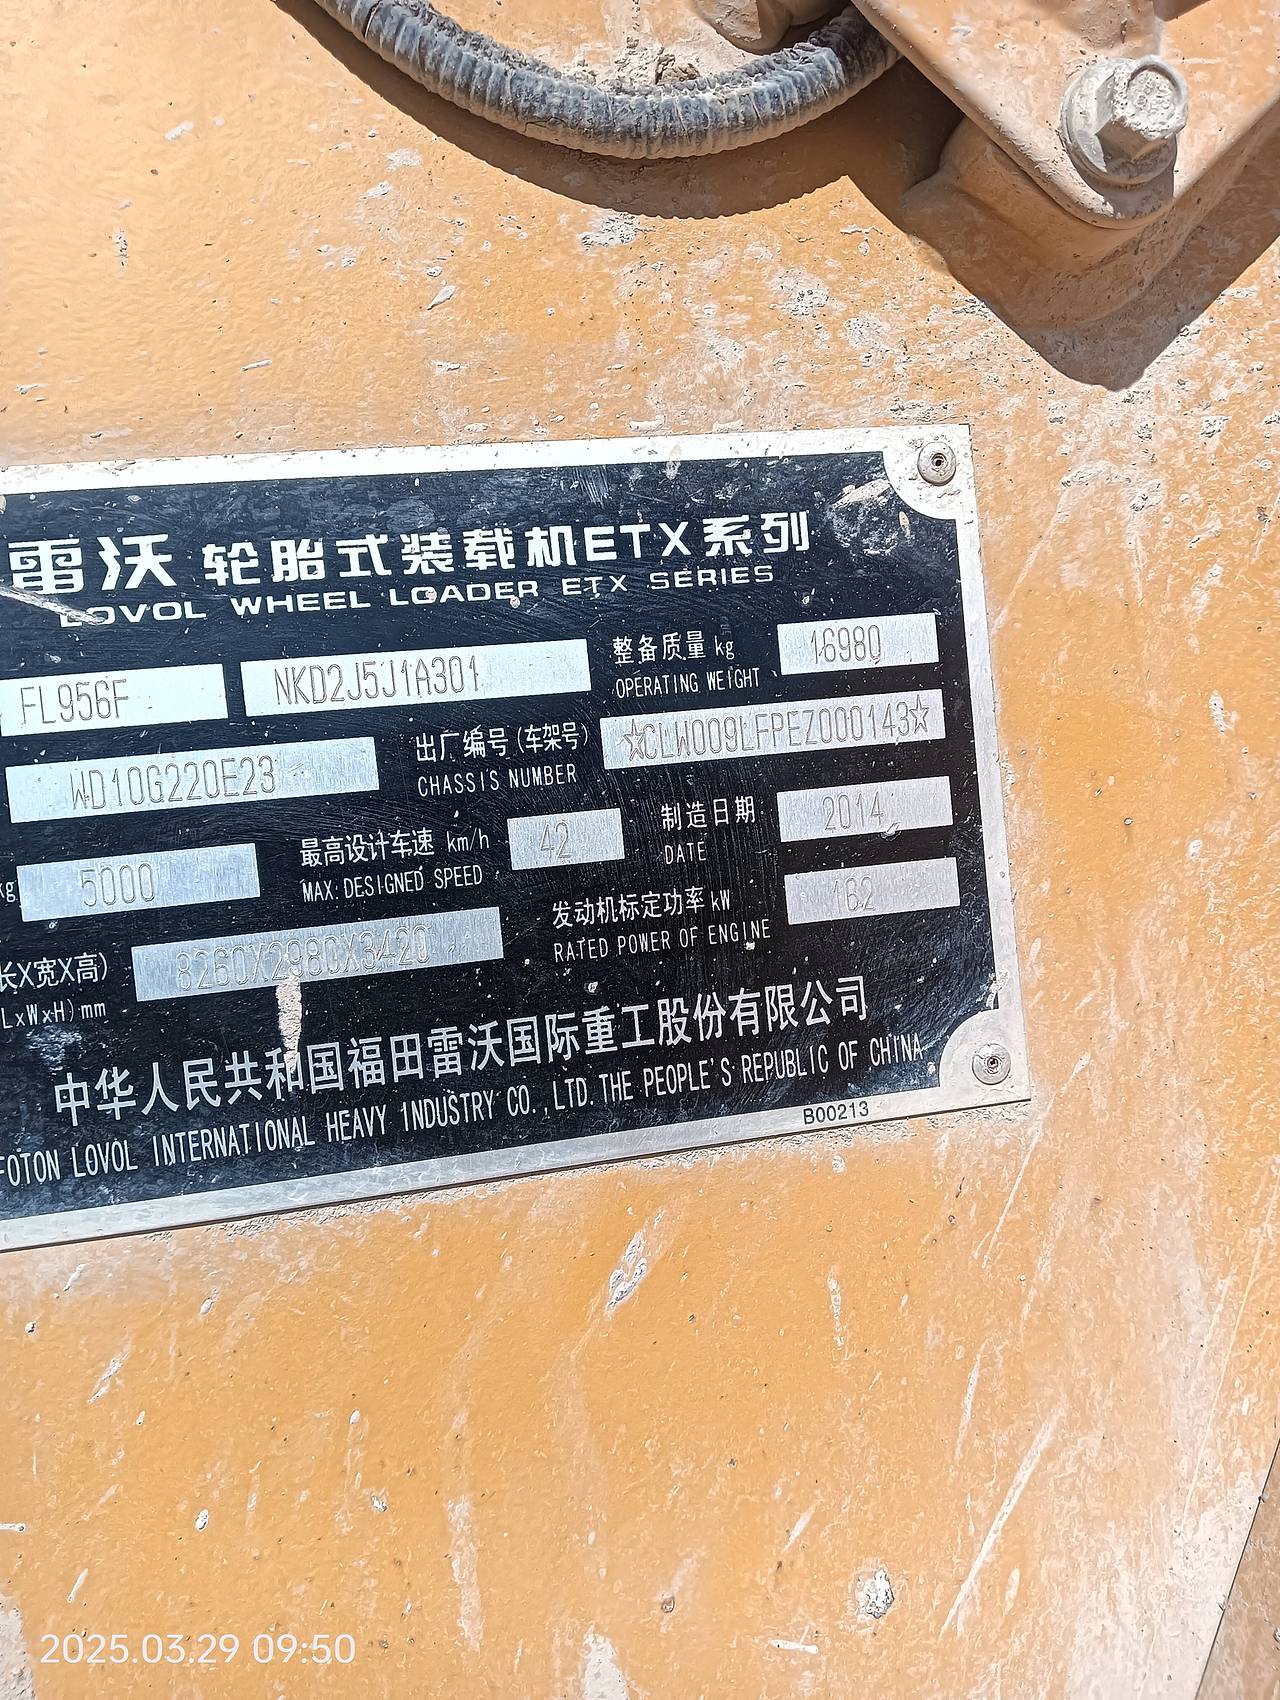 雷沃 轮胎式装载机ETX系列
LOVOL WHEEL LOADER ETX SERIES
FL956F NKD2J5J1A301 整备质量 kg 16980
OPERATING WEIGHT
WD10G220E23 出厂编号(车架号) ☆CLW009LFPEZ000143☆
CHASSIS NUMBER
kg 5000 最高设计车速 km/h 42 制造日期 2014
MAX. DESIGNED SPEED DATE
长X宽X高) 8260X2980X3420 发动机标定功率 kW 162
LxWxH) mm RATED POWER OF ENGINE
中华人民共和国福田雷沃国际重工股份有限公司
FOTON LOVOL INTERNATIONAL HEAVY INDUSTRY CO.,LTD. THE PEOPLE'S REPUBLIC OF CHINA
B00213
2025.03.29 09:50